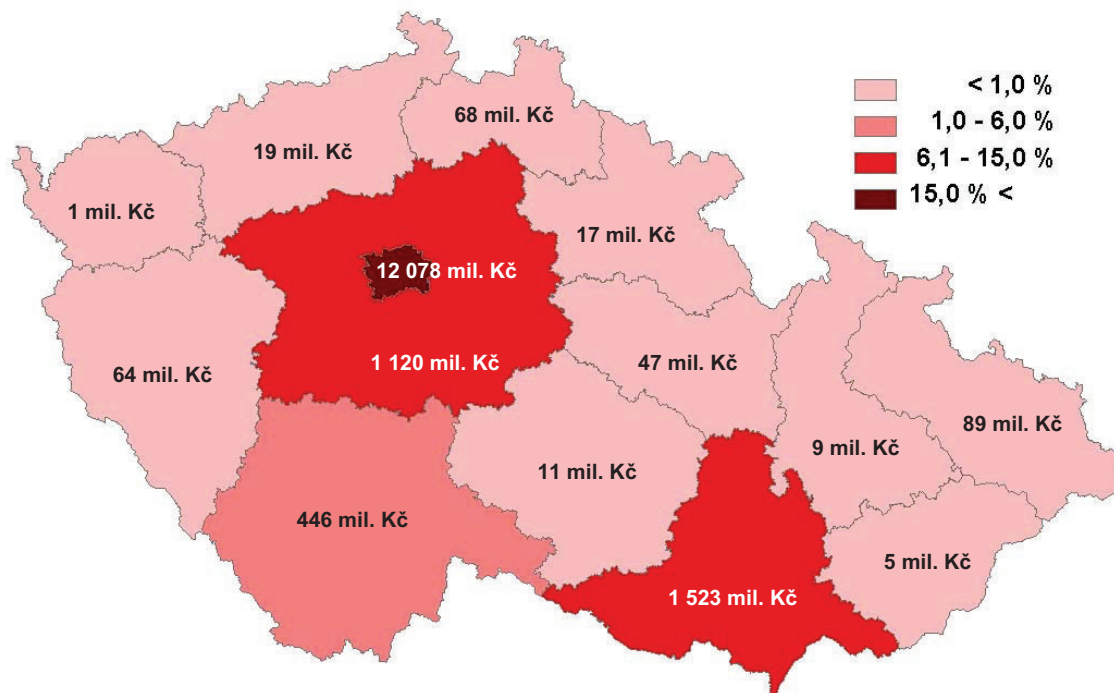 < 1,0 %
1,0 - 6,0 %
6,1 - 15,0 %
15,0 % <
68 mil. Kč
19 mil. Kč
1 mil. Kč
17 mil. Kč
12 078 mil. Kč
1 120 mil. Kč
47 mil. Kč
64 mil. Kč
89 mil. Kč
9 mil. Kč
11 mil. Kč
446 mil. Kč
5 mil. Kč
1 523 mil. Kč